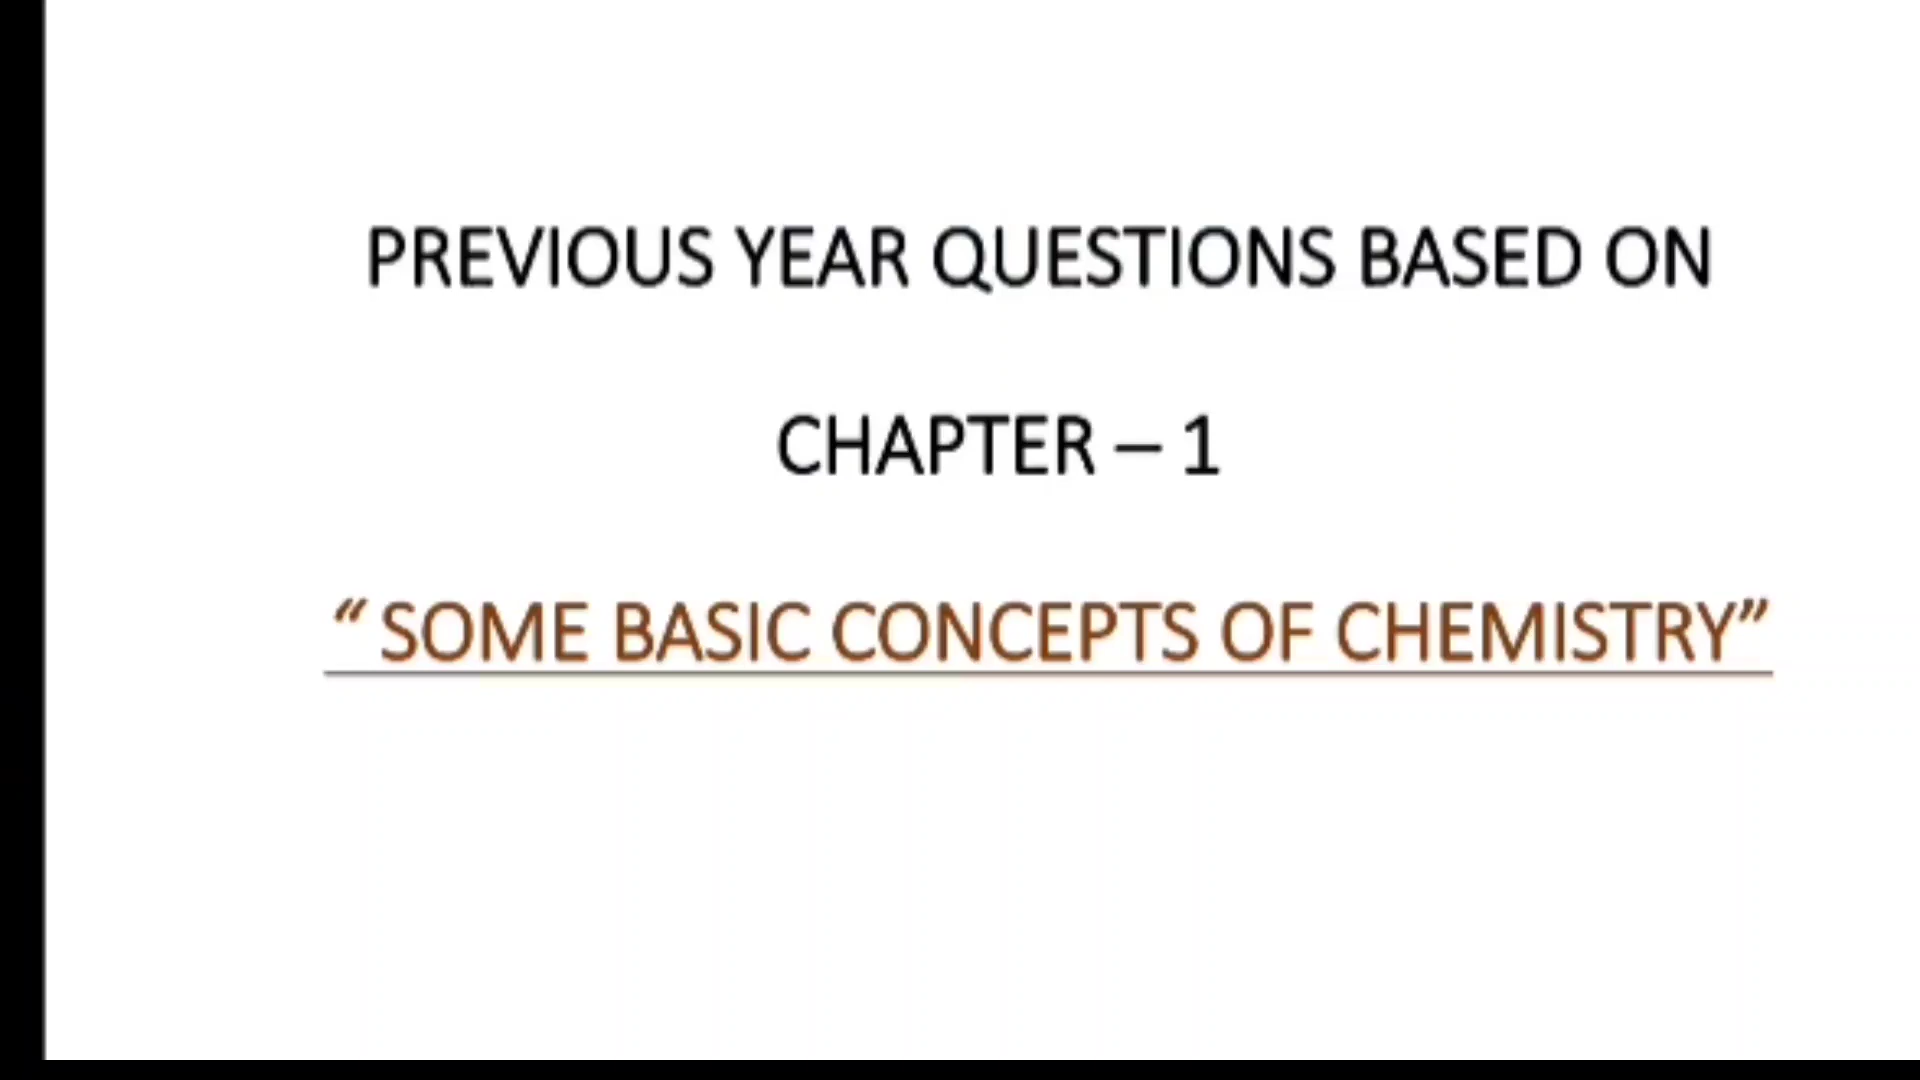 PREVIOUS YEAR QUESTIONS BASED ON
CHAPTER – 1
“ SOME BASIC CONCEPTS OF CHEMISTRY”